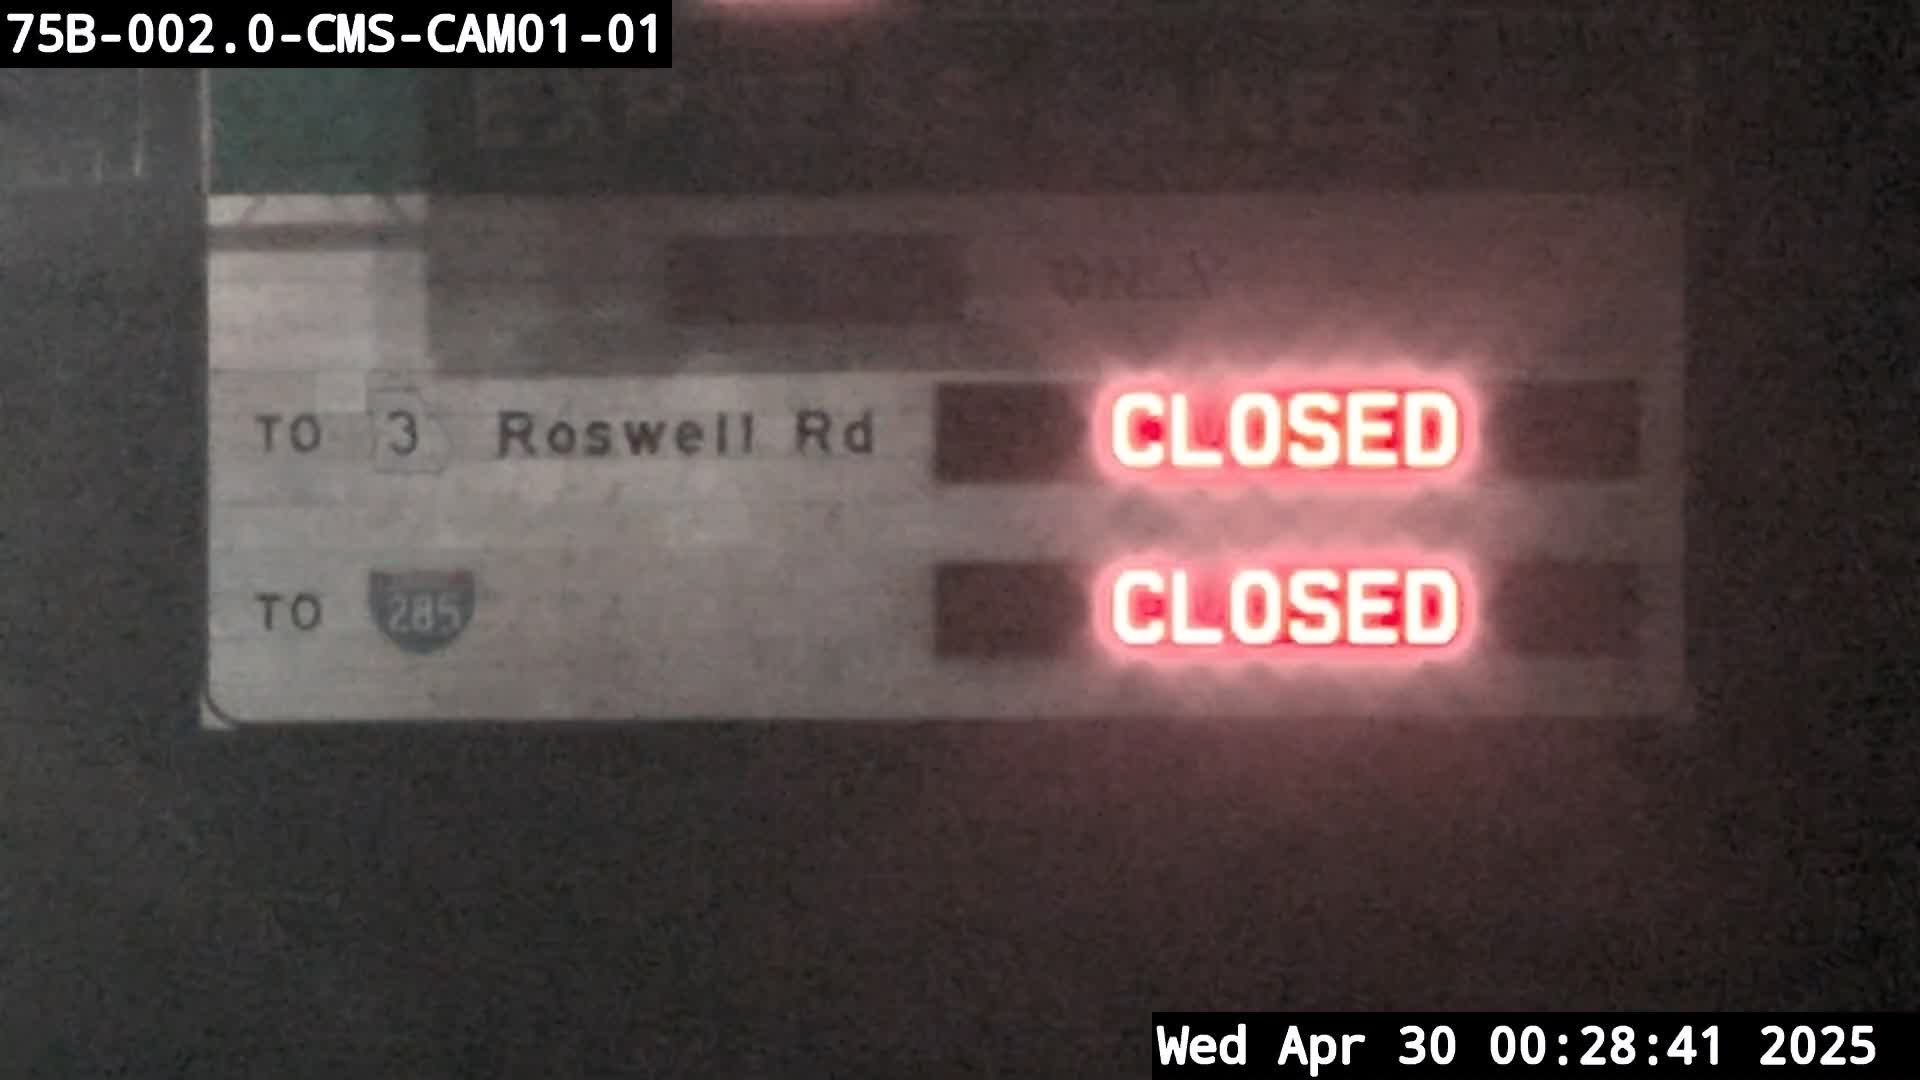 75B-002.0-CMS-CAM01-01
TO 3 Roswell Rd CLOSED
TO 285 CLOSED
Wed Apr 30 00:28:41 2025